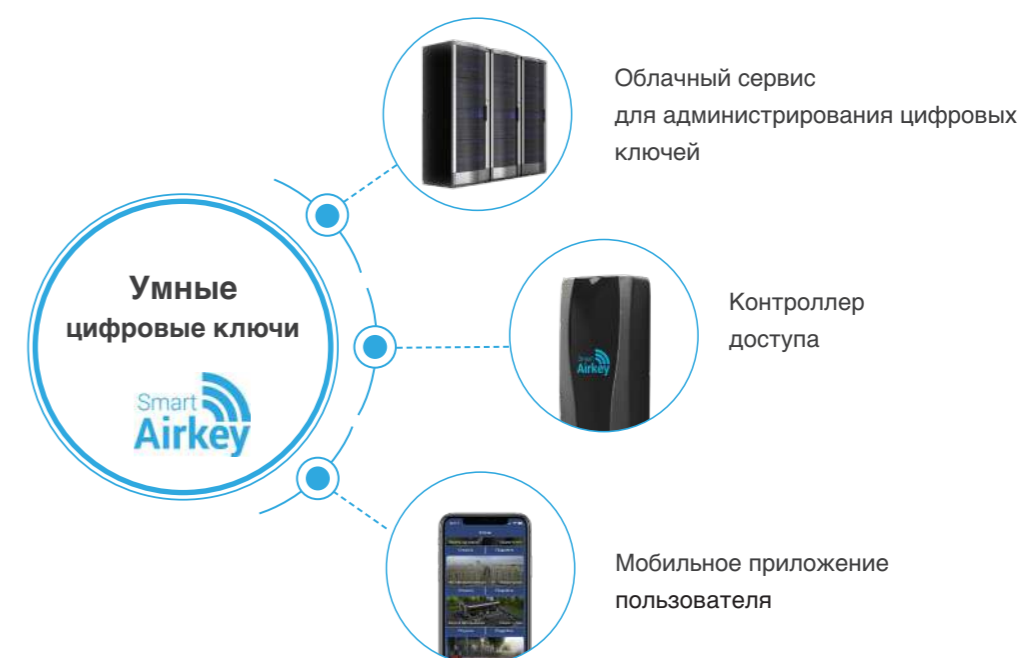 Облачный сервис
для администрирования цифровых
ключей
Умные
цифровые ключи
Smart
Airkey
Контроллер
доступа
Smart
Airkey
Мобильное приложение
пользователя